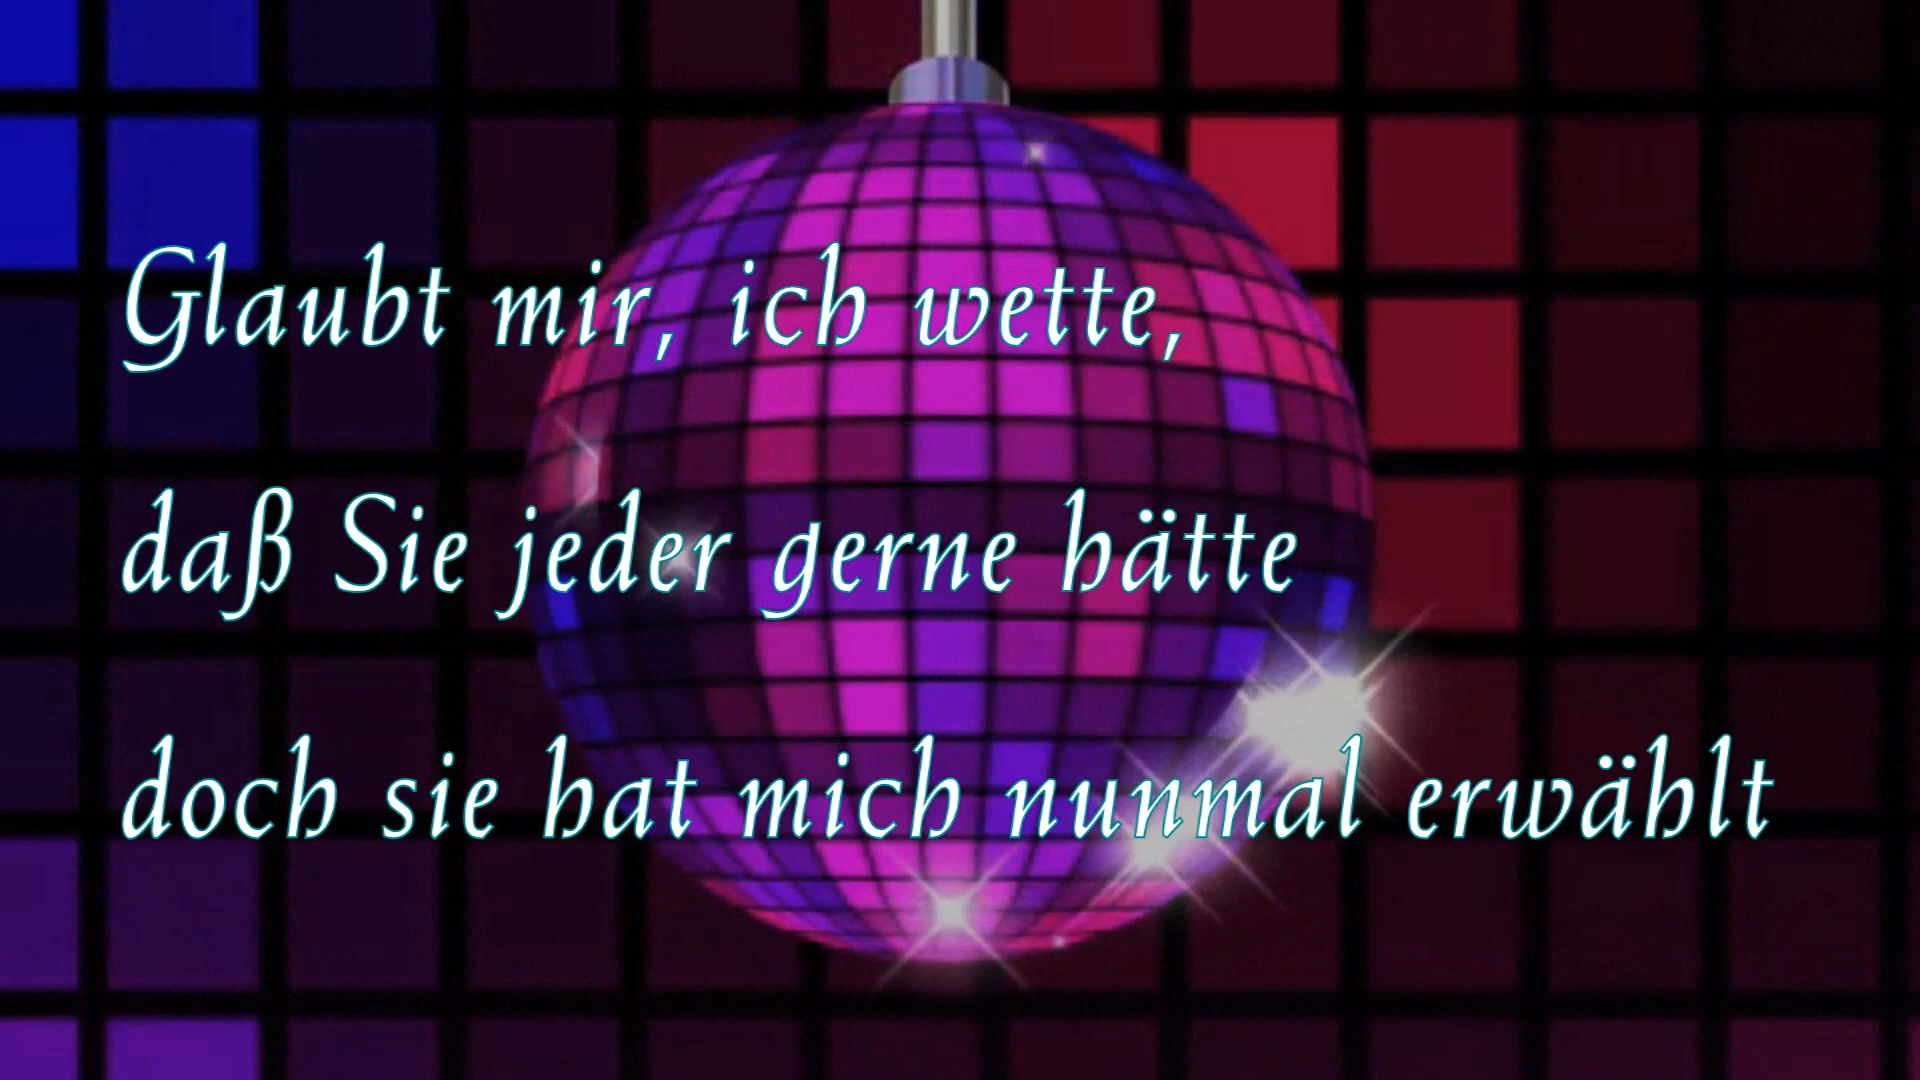 Glaubt mir, ich wette,
daß Sie jeder gerne hätte
doch sie hat mich nunmal erwählt